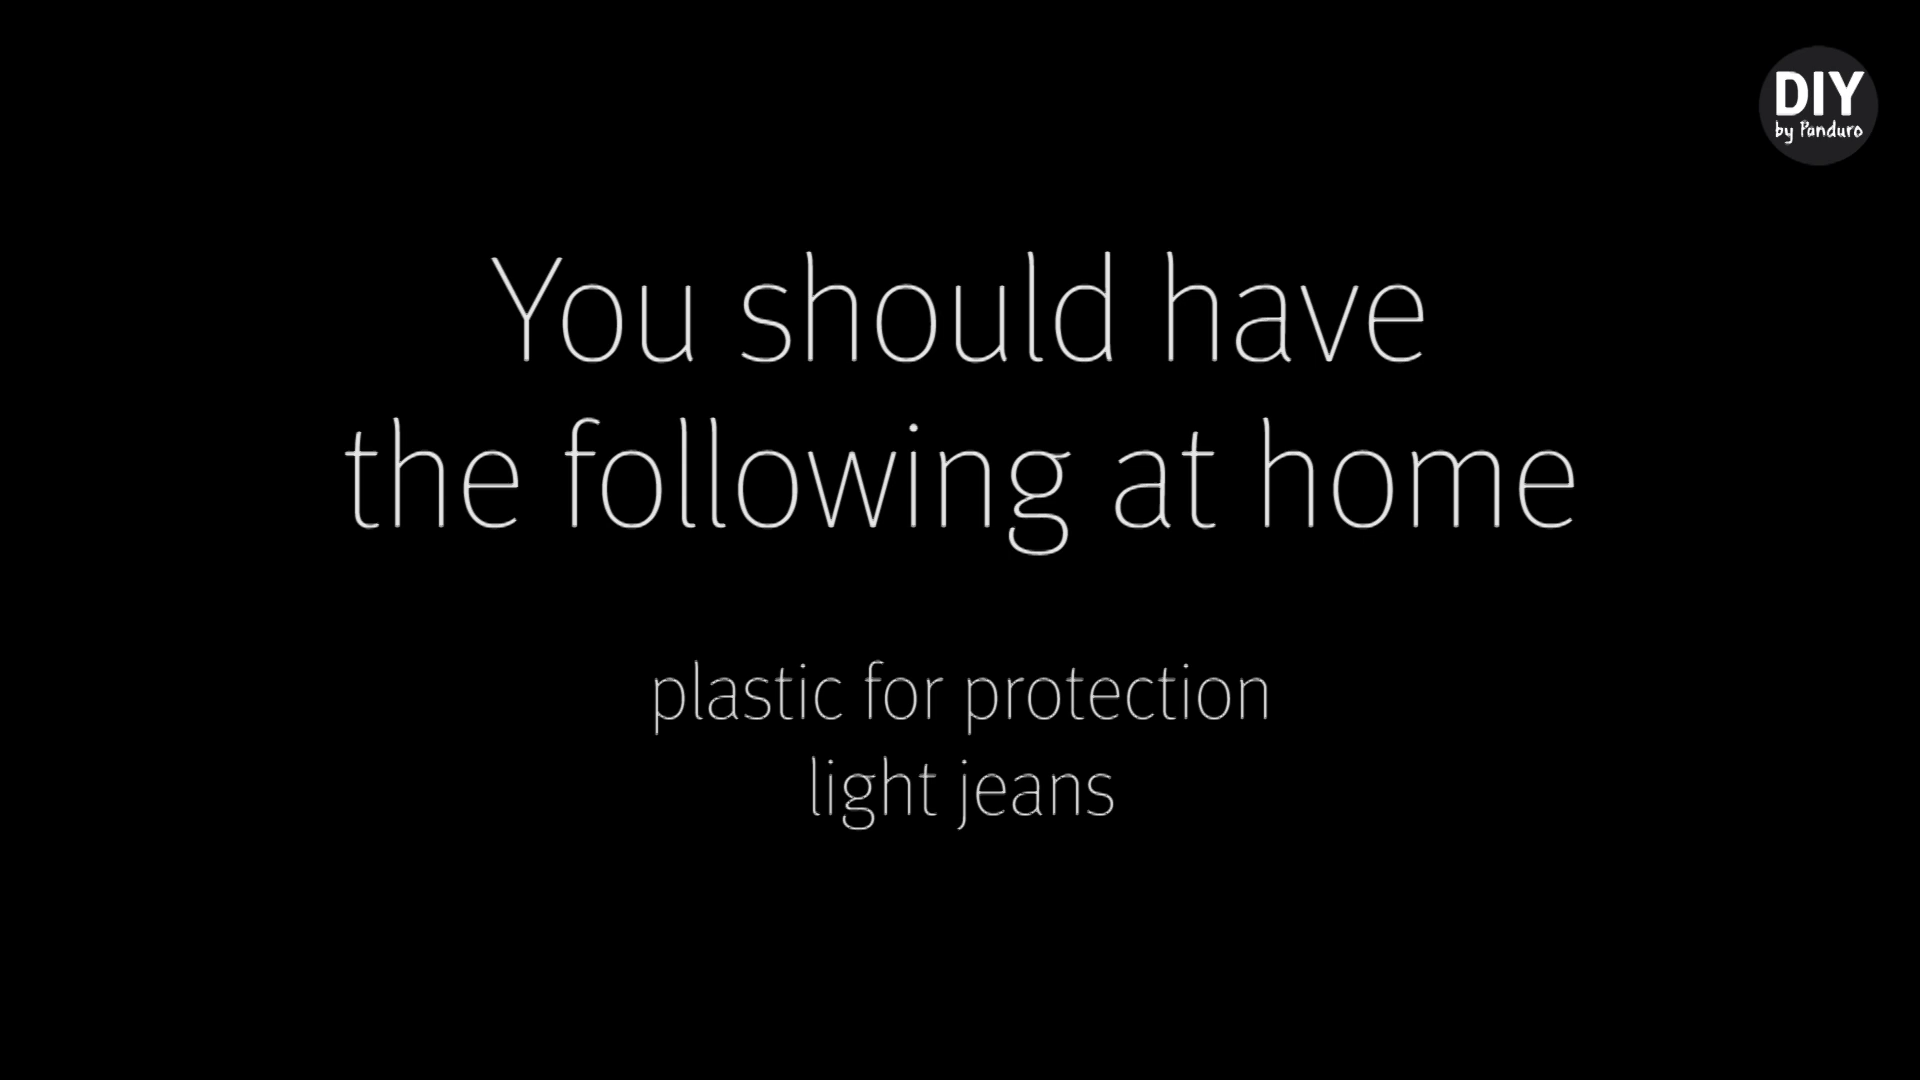 DIY
by Panduro
You should have
the following at home
plastic for protection
light jeans